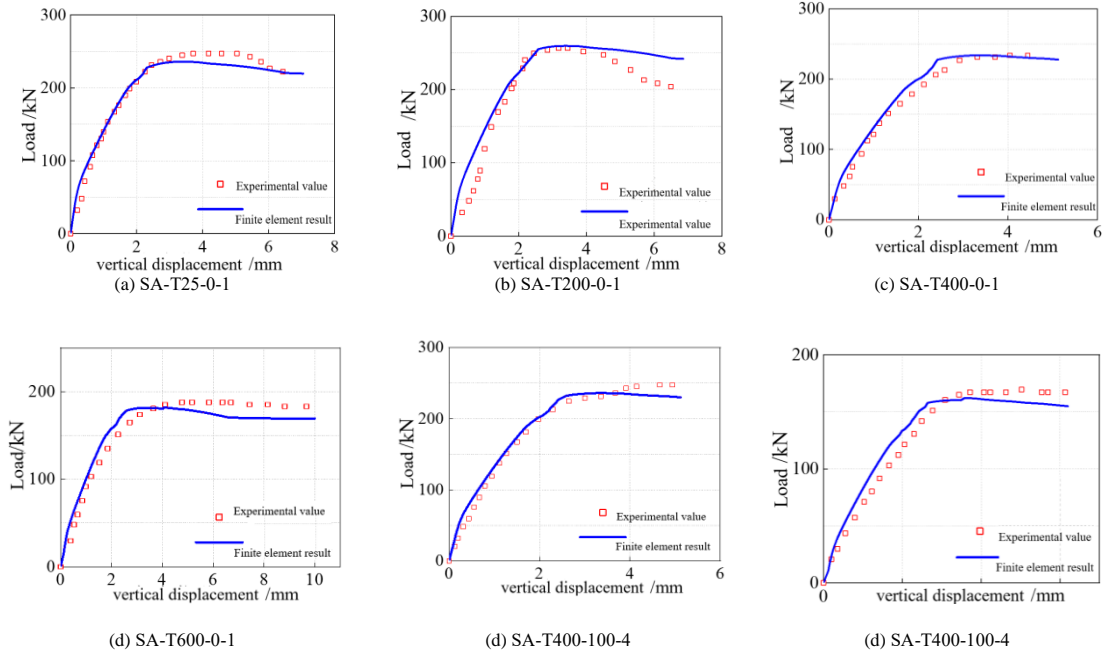 300
200
100
0
Load /kN
Experimental value
Finite element result
0 2 4 6 8
vertical displacement /mm
(a) SA-T25-0-1
300
200
100
0
Load /kN
Experimental value
Experimental value
0 2 4 6 8
vertical displacement /mm
(b) SA-T200-0-1
300
200
100
0
Load /kN
Experimental value
Finite element result
0 2 4 6
vertical displacement /mm
(c) SA-T400-0-1
200
100
0
Load/kN
Experimental value
Finite element result
0 2 4 6 8 10
vertical displacement /mm
(d) SA-T600-0-1
300
200
100
0
Load /kN
Experimental value
Finite element result
0 2 4 6
vertical displacement /mm
(d) SA-T400-100-4
200
100
0
Load /kN
Experimental value
Finite element result
0
vertical displacement /mm
(d) SA-T400-100-4